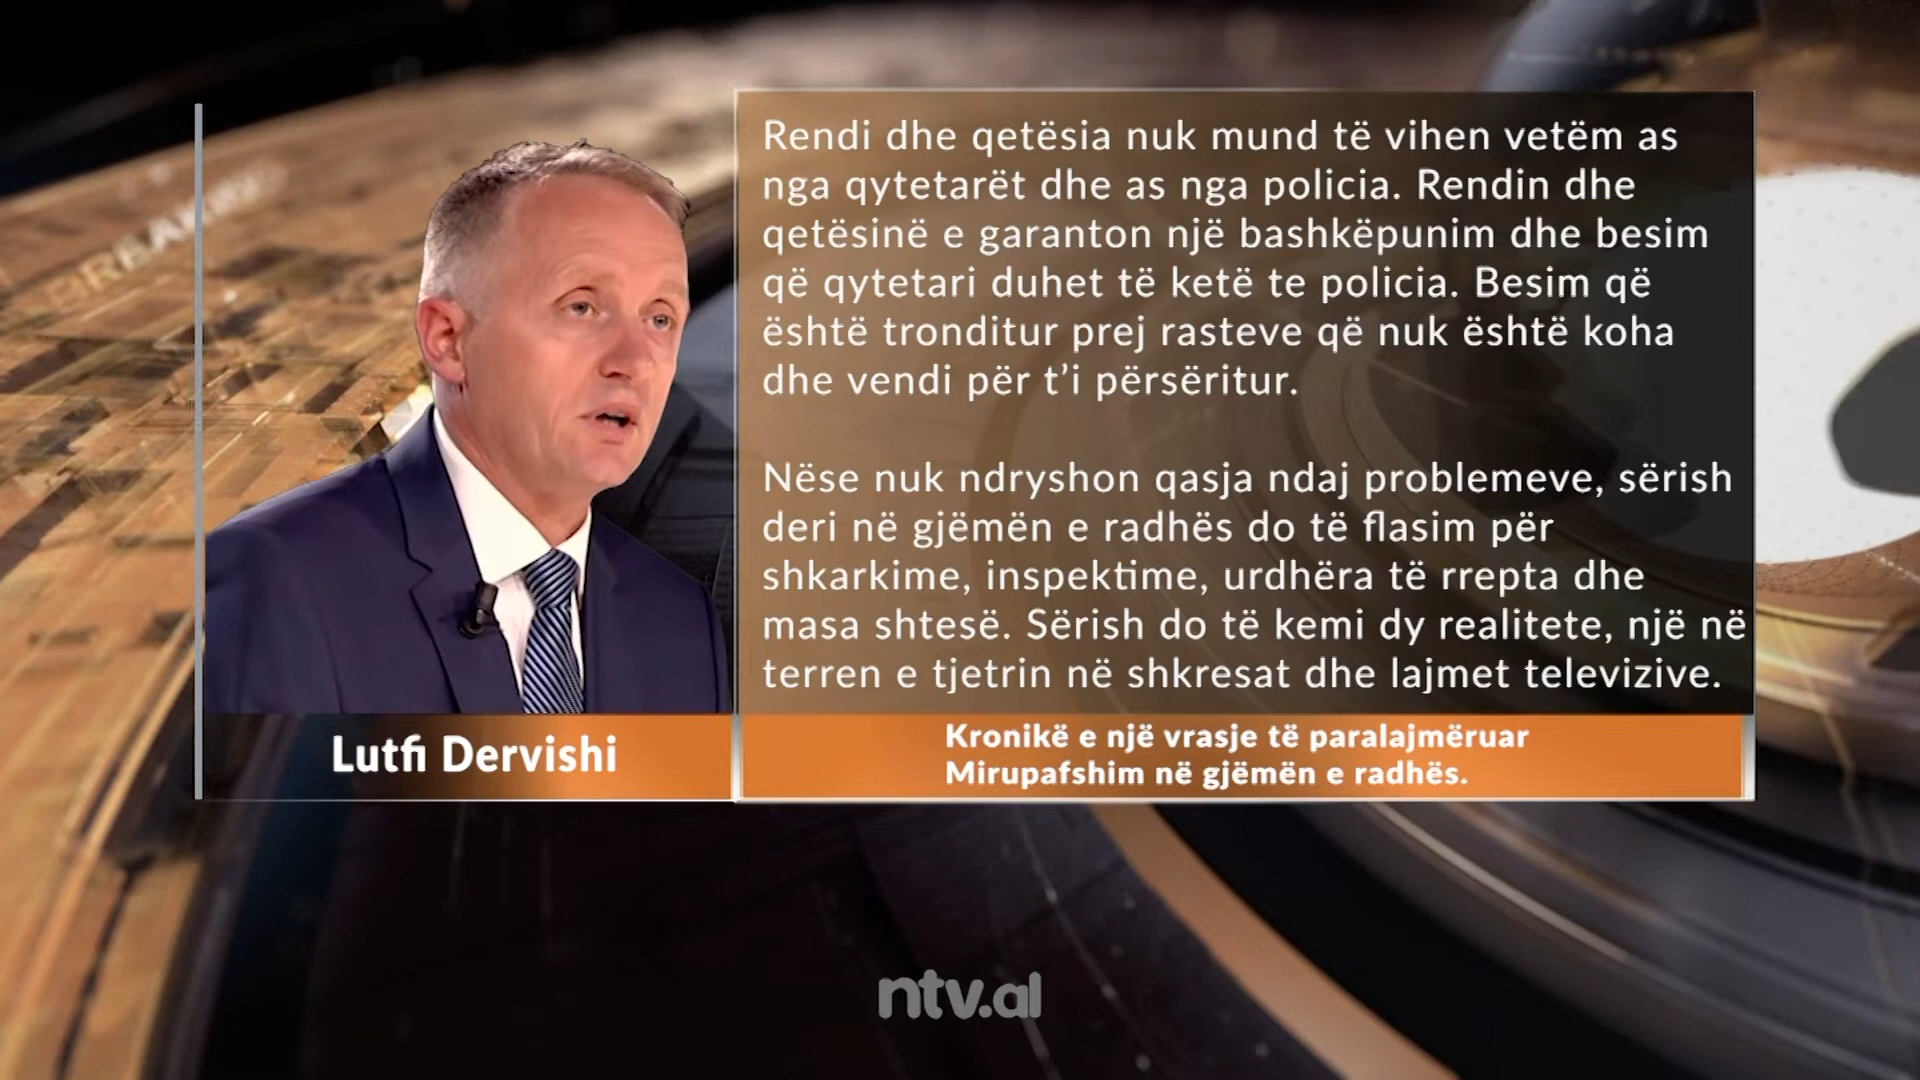 Rendi dhe qetësia nuk mund të vihen vetëm as
nga qytetarët dhe as nga policia. Rendin dhe
qetësinë e garanton një bashkëpunim dhe besim
që qytetari duhet të ketë te policia. Besim që
është tronditur prej rasteve që nuk është koha
dhe vendi për t’i përsëritur.
Nëse nuk ndryshon qasja ndaj problemeve, sërish
deri në gjëmën e radhës do të flasim për
shkarkime, inspektime, urdhëra të rrepta dhe
masa shtesë. Sërish do të kemi dy realitete, një në
terren e tjetrin në shkresat dhe lajmet televizive.
Lutfi Dervishi
Kronikë e një vrasje të paralajmëruar
Mirupafshim në gjëmën e radhës.
ntv.al